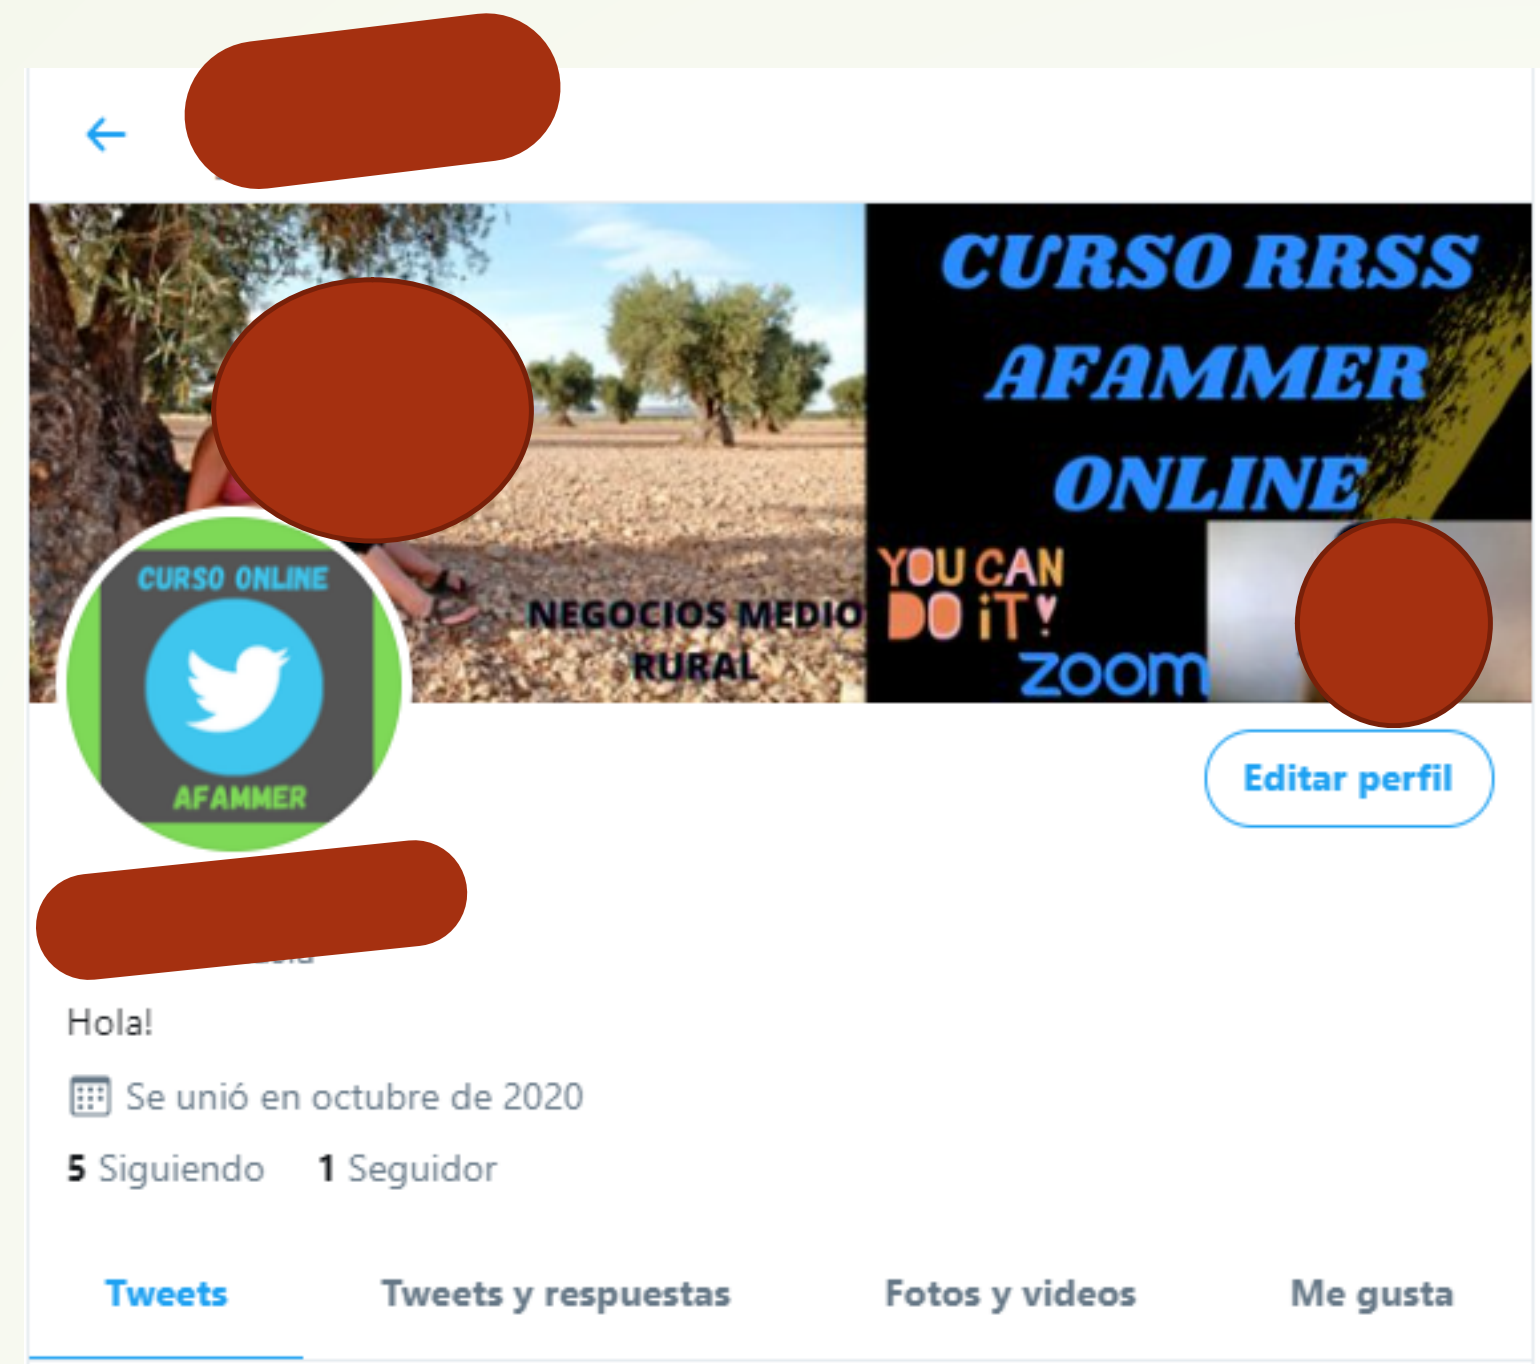 CURSO RRSS
AFAMMER
ONLINE
YOU CAN
DO iT!
zoom
NEGOCIOS MEDIO
RURAL
CURSO ONLINE
AFAMMER
Editar perfil
Hola!
Se unió en octubre de 2020
5 Siguiendo 1 Seguidor
Tweets Tweets y respuestas Fotos y videos Me gusta